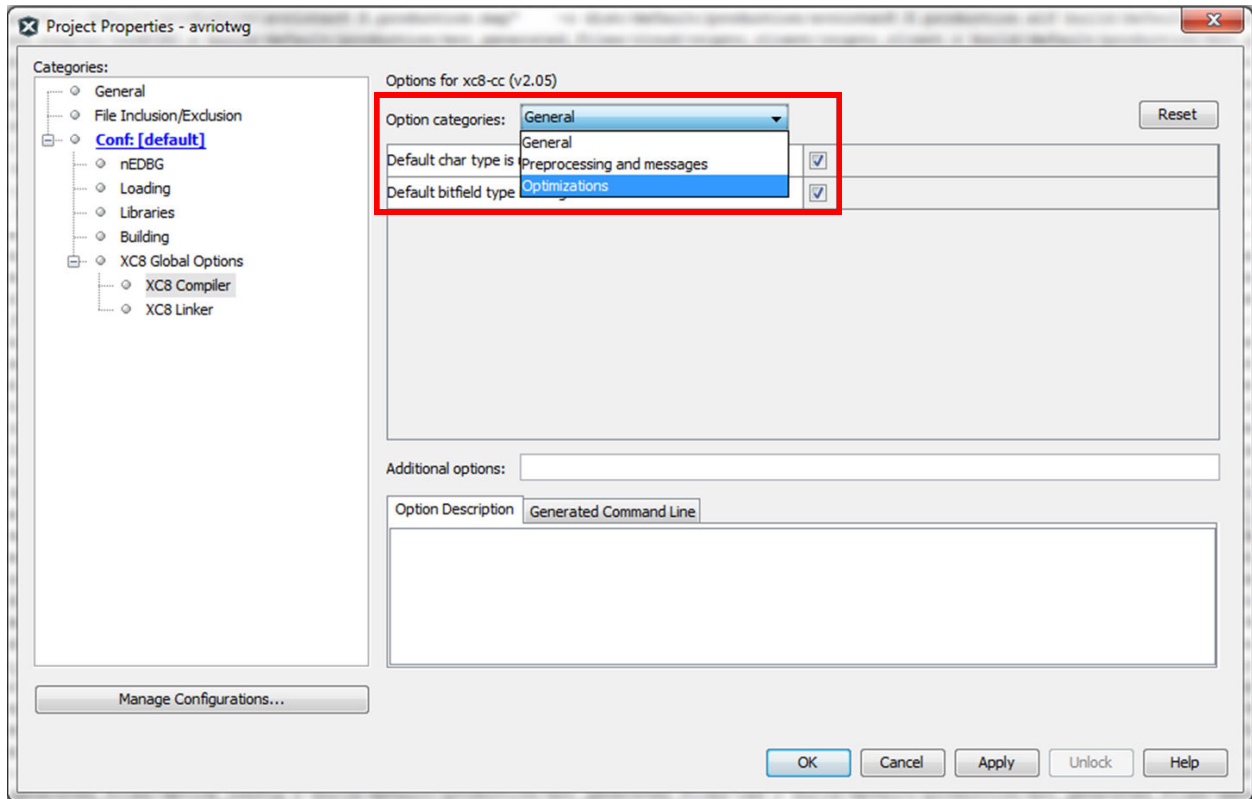 Project Properties - avriotwg
Categories:
General
File Inclusion/Exclusion
Conf: [default]
nEDBG
Loading
Libraries
Building
XC8 Global Options
XC8 Compiler
XC8 Linker
Manage Configurations...
Options for xc8-cc (v2.05)
Option categories: General
Reset
General
Preprocessing and messages
Optimizations
Default char type is
Default bitfield type
Additional options:
Option Description Generated Command Line
OK Cancel Apply Unlock Help